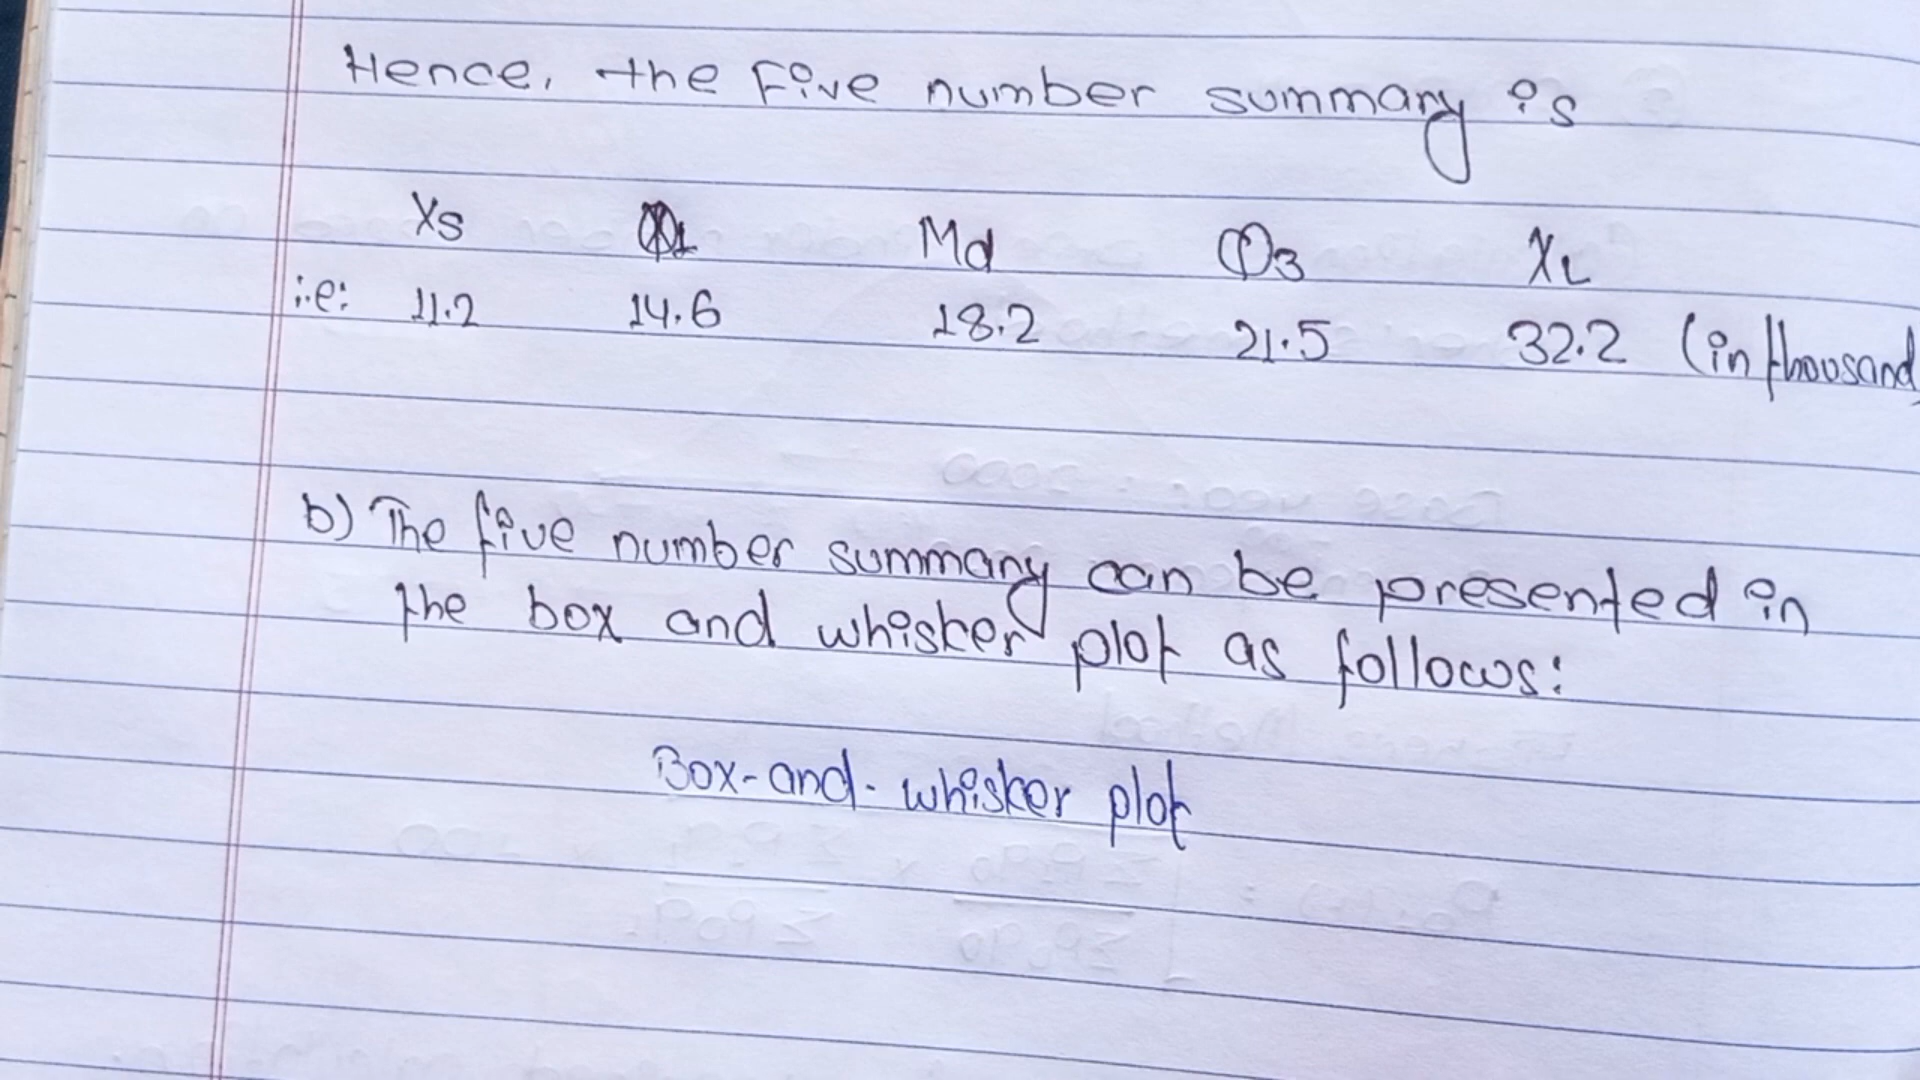 Hence, the Five number summary is
Xs Q1 Md Q3 XL
i.e: 11.2 14.6 18.2 21.5 32.2 (in thousand)
b) The five number summary can be presented in
the box and whisker plot as follows:
Box-and-whisker plot